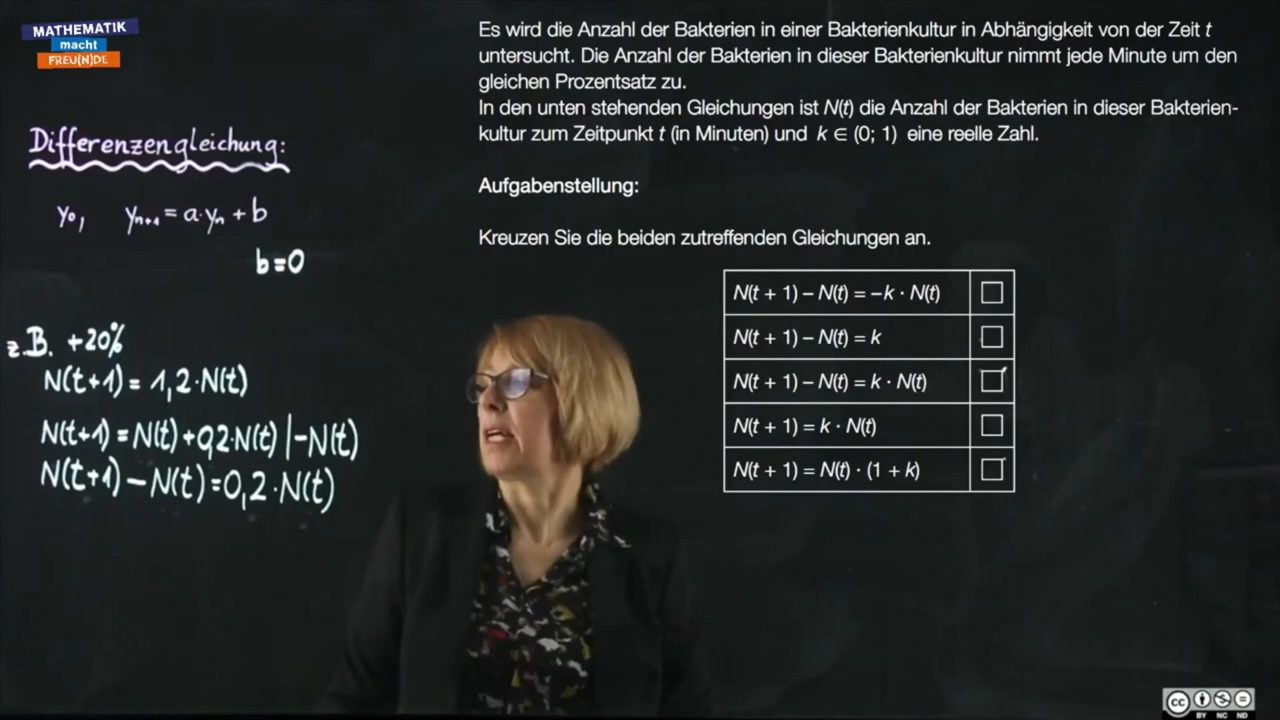 MATHEMATIK
macht
FREU(N)DE
Es wird die Anzahl der Bakterien in einer Bakterienkultur in Abhängigkeit von der Zeit t
untersucht. Die Anzahl der Bakterien in dieser Bakterienkultur nimmt jede Minute um den
gleichen Prozentsatz zu.
In den unten stehenden Gleichungen ist N(t) die Anzahl der Bakterien in dieser Bakterien-
kultur zum Zeitpunkt t (in Minuten) und k ∈ (0; 1) eine reelle Zahl.
Aufgabenstellung:
Kreuzen Sie die beiden zutreffenden Gleichungen an.
N(t + 1) – N(t) = –k · N(t)
N(t + 1) – N(t) = k
N(t + 1) – N(t) = k · N(t)
N(t + 1) = k · N(t)
N(t + 1) = N(t) · (1 + k)
Differenzengleichung:
y₀, yₙ₊₁ = a·yₙ + b
b = 0
z.B. +20%
N(t+1) = 1,2·N(t)
N(t+1) = N(t) + 0,2·N(t) | -N(t)
N(t+1) - N(t) = 0,2·N(t)
cc
BY NC ND